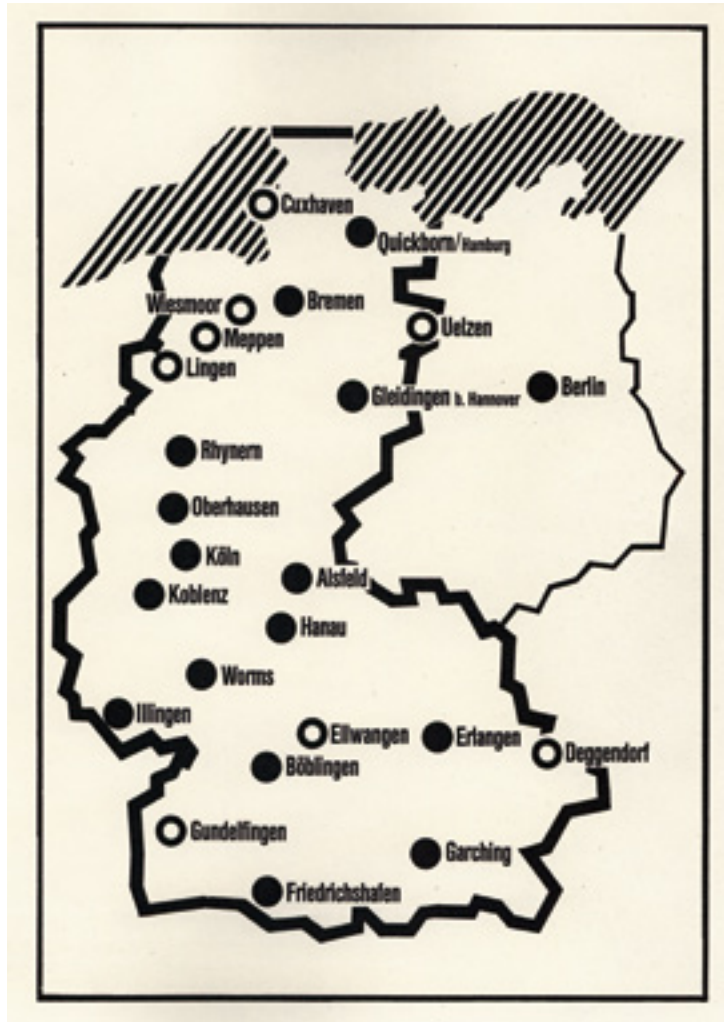 Cuxhaven
Quickborn/Hamburg
Wiesmoor
Bremen
Meppen
Uelzen
Lingen
Gleidingen b. Hannover
Berlin
Rhynern
Oberhausen
Köln
Alsfeld
Koblenz
Hanau
Worms
Illingen
Ellwangen
Erlangen
Deggendorf
Böblingen
Gundelfingen
Garching
Friedrichshafen